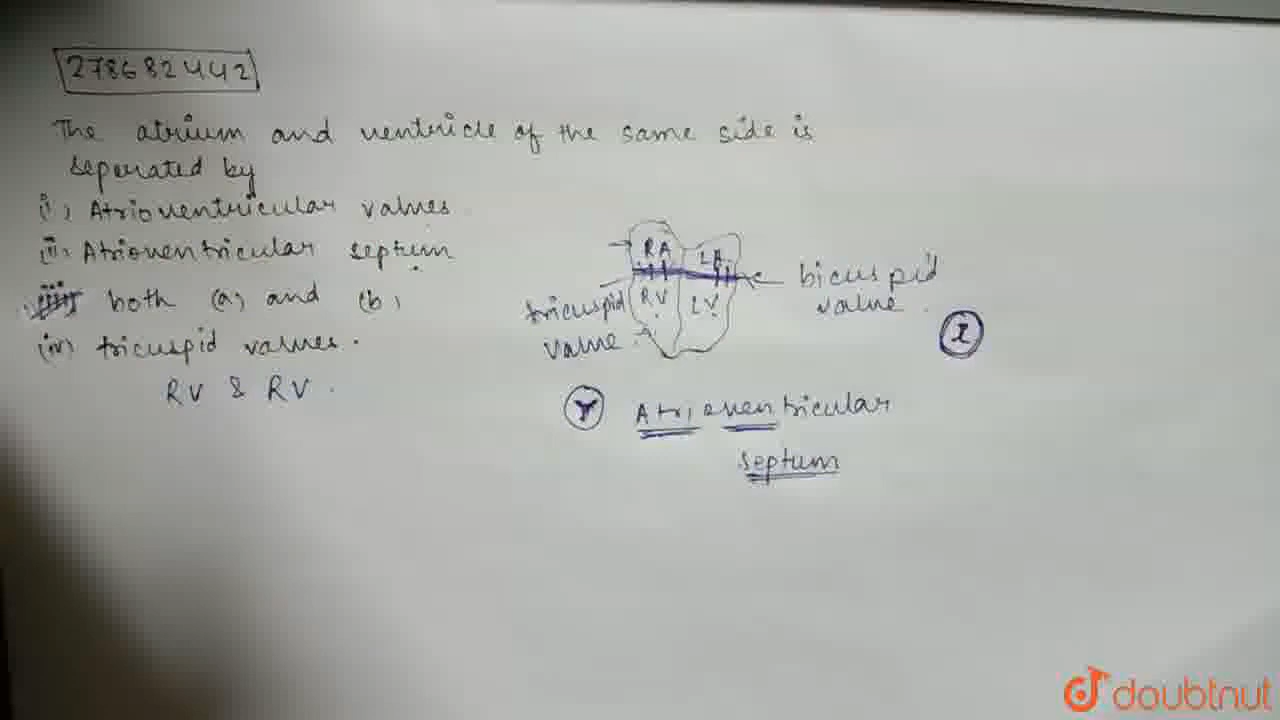 278682442
The atrium and ventricle of the same side is
seperated by
(i) Atrioventricular valves
(ii) Atrioventricular septum
(iii) both (a) and (b)
(iv) tricuspid valves.
RV & RV.
RA LA
RV LV
tricuspid
valve
bicuspid
valve
I
Y Atrioventricular
septum
doubtnut